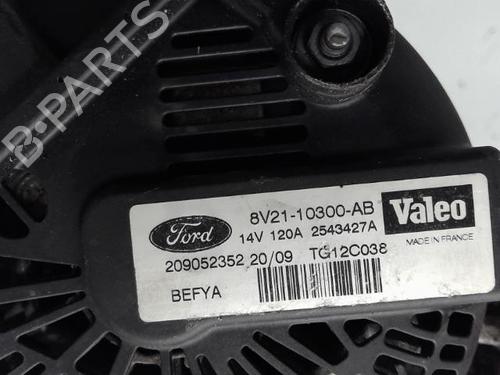 B-PARTS
8V21-10300-AB
Valeo
Ford
14V 120A 2543427A
MADE IN FRANCE
209052352 20/09 TG12C038
BEFYA